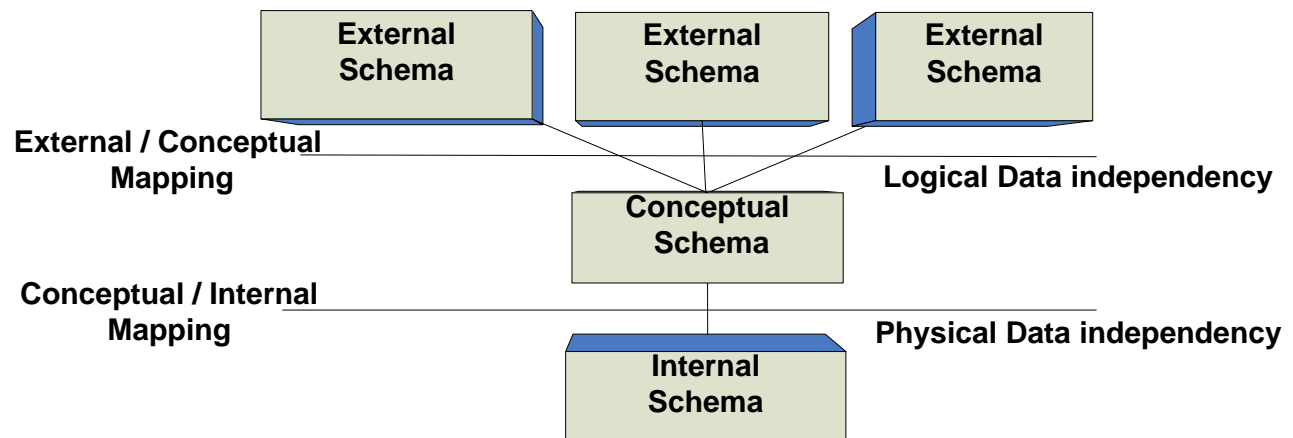 External
Schema
External
Schema
External
Schema
External / Conceptual
Mapping
Logical Data independency
Conceptual
Schema
Conceptual / Internal
Mapping
Physical Data independency
Internal
Schema